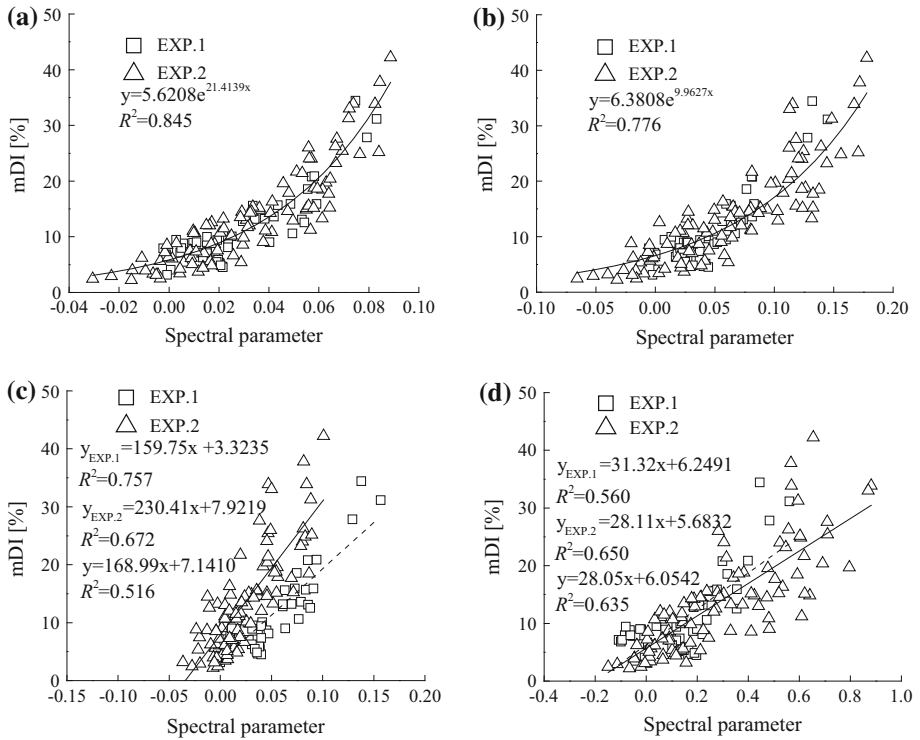 (a)
50
40
30
20
10
0
mDI [%]
EXP.1
EXP.2
y=5.6208e^21.4139x
R²=0.845
-0.04 -0.02 0.00 0.02 0.04 0.06 0.08 0.10
Spectral parameter
(b)
50
40
30
20
10
0
mDI [%]
EXP.1
EXP.2
y=6.3808e^9.9627x
R²=0.776
-0.10 -0.05 0.00 0.05 0.10 0.15 0.20
Spectral parameter
(c)
50
40
30
20
10
0
mDI [%]
EXP.1
EXP.2
y_EXP.1=159.75x +3.3235
R²=0.757
y_EXP.2=230.41x+7.9219
R²=0.672
y=168.99x+7.1410
R²=0.516
-0.15 -0.10 -0.05 0.00 0.05 0.10 0.15 0.20
Spectral parameter
(d)
50
40
30
20
10
0
mDI [%]
EXP.1
EXP.2
y_EXP.1=31.32x+6.2491
R²=0.560
y_EXP.2=28.11x+5.6832
R²=0.650
y=28.05x+6.0542
R²=0.635
-0.4 -0.2 0.0 0.2 0.4 0.6 0.8 1.0
Spectral parameter